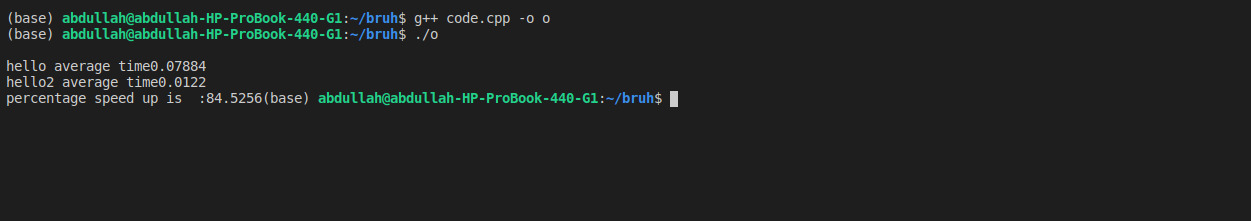 (base) abdullah@abdullah-HP-ProBook-440-G1:~/bruh$ g++ code.cpp -o o
(base) abdullah@abdullah-HP-ProBook-440-G1:~/bruh$ ./o
hello average time0.07884
hello2 average time0.0122
percentage speed up is  :84.5256(base) abdullah@abdullah-HP-ProBook-440-G1:~/bruh$